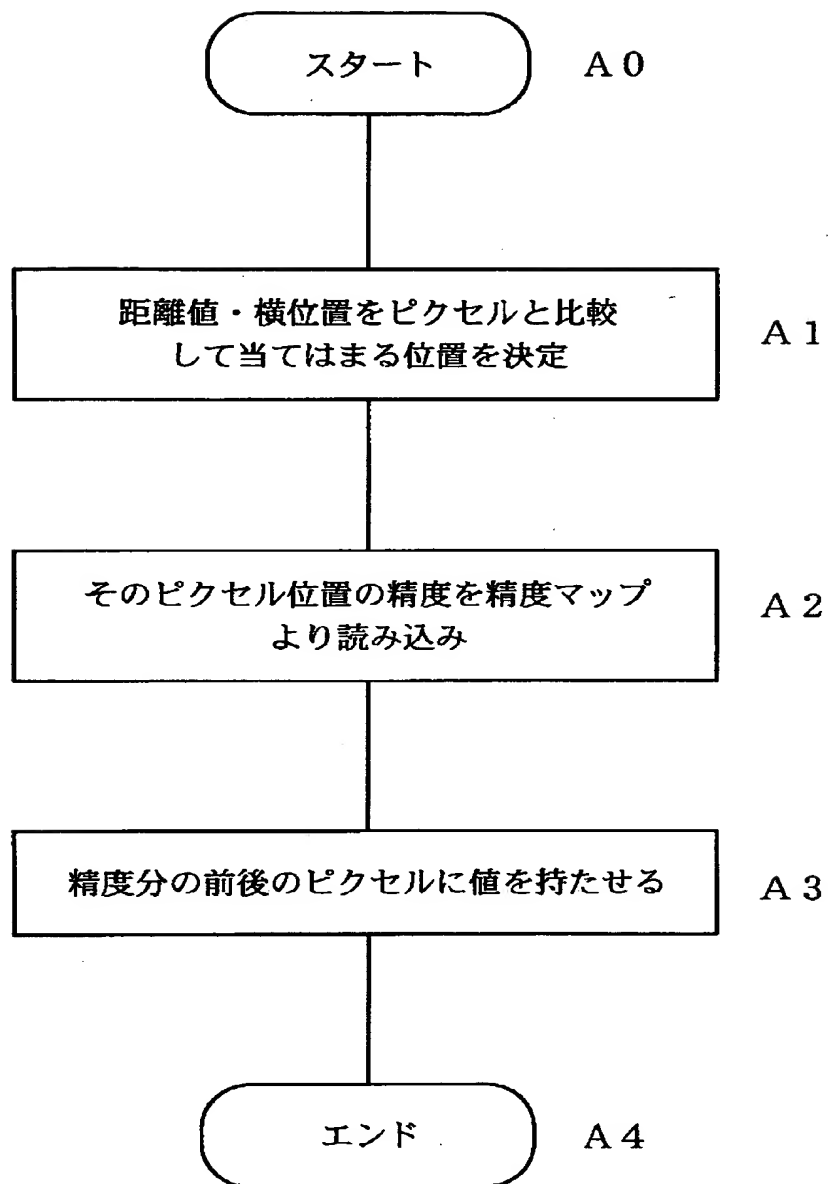 スタート
A0
距離値・横位置をピクセルと比較
して当てはまる位置を決定
A1
そのピクセル位置の精度を精度マップ
より読み込み
A2
精度分の前後のピクセルに値を持たせる
A3
エンド
A4